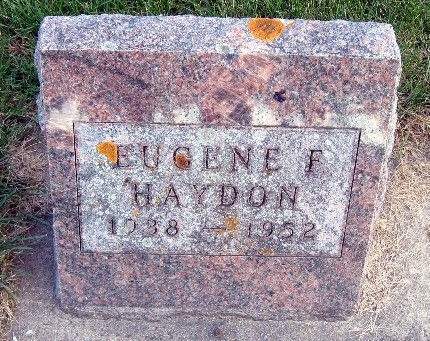 EUGENE F
HAYDON
1938 — 1952